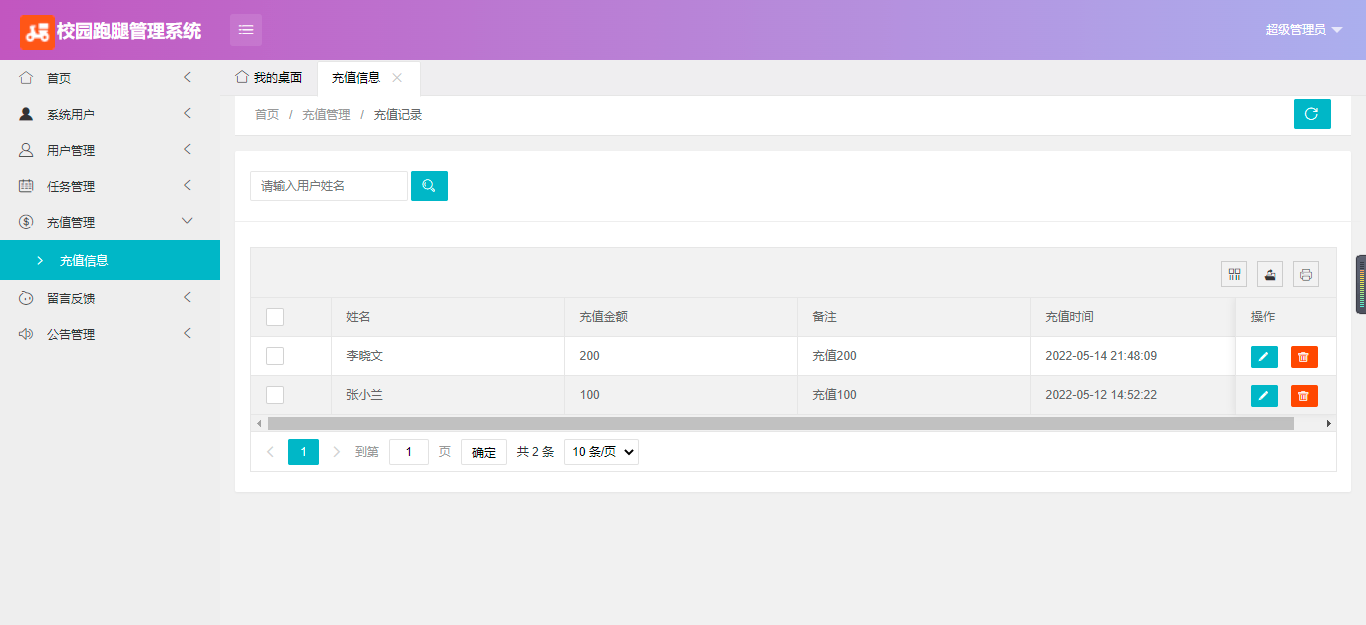 校园跑腿管理系统
超级管理员
首页
系统用户
用户管理
任务管理
充值管理
充值信息
留言反馈
公告管理
我的桌面 充值信息
首页 / 充值管理 / 充值记录
请输入用户姓名
姓名 充值金额 备注 充值时间 操作
李晓文 200 充值200 2022-05-14 21:48:09
张小兰 100 充值100 2022-05-12 14:52:22
1 到第 1 页 确定 共 2 条 10 条/页